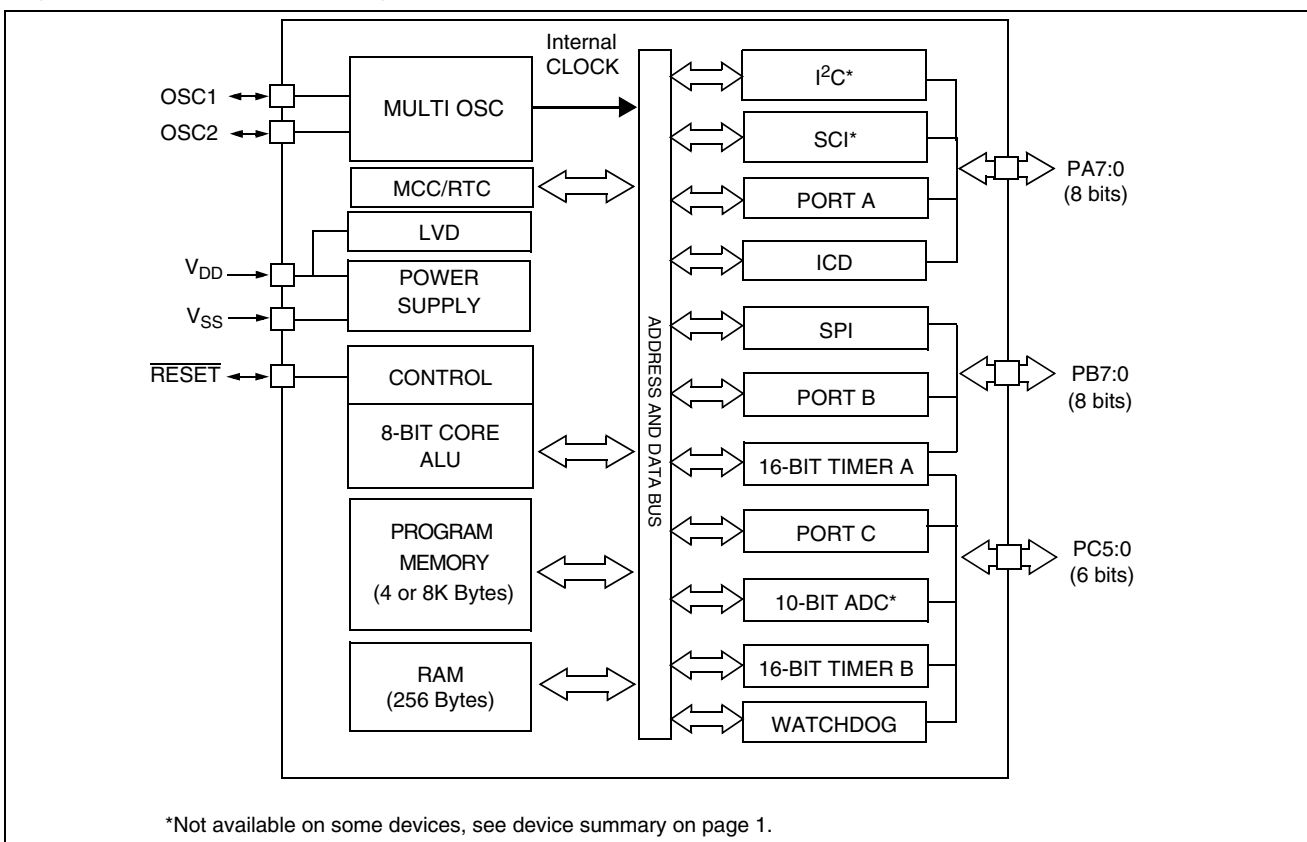 Internal
CLOCK
OSC1
OSC2
MULTI OSC
MCC/RTC
LVD
VDD
POWER
SUPPLY
VSS
RESET
CONTROL
8-BIT CORE
ALU
PROGRAM
MEMORY
(4 or 8K Bytes)
RAM
(256 Bytes)
ADDRESS AND DATA BUS
I2C*
SCI*
PORT A
ICD
PA7:0
(8 bits)
SPI
PORT B
16-BIT TIMER A
PB7:0
(8 bits)
PORT C
10-BIT ADC*
16-BIT TIMER B
WATCHDOG
PC5:0
(6 bits)
*Not available on some devices, see device summary on page 1.